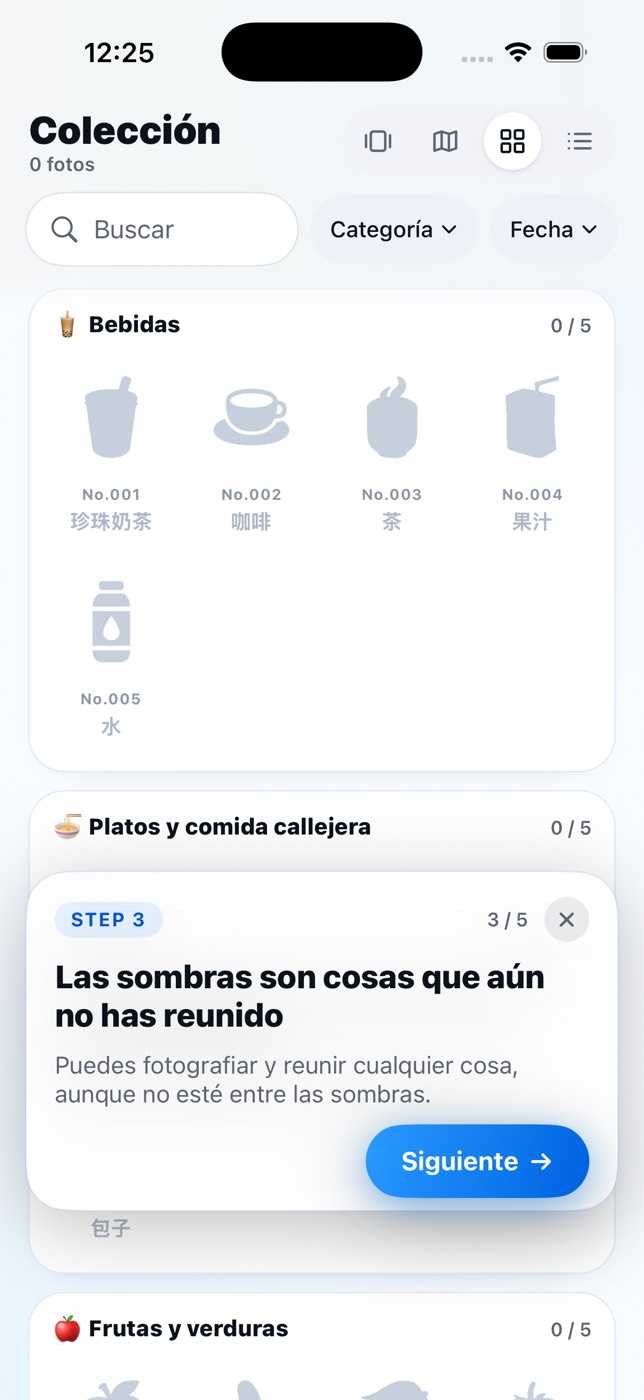 12:25
Colección
0 fotos
Buscar
Categoría
Fecha
Bebidas
0 / 5
No.001
No.002
No.003
No.004
珍珠奶茶
咖啡
茶
果汁
No.005
水
Platos y comida callejera
0 / 5
STEP 3
3 / 5
Las sombras son cosas que aún
no has reunido
Puedes fotografiar y reunir cualquier cosa,
aunque no esté entre las sombras.
Siguiente
包子
Frutas y verduras
0 / 5